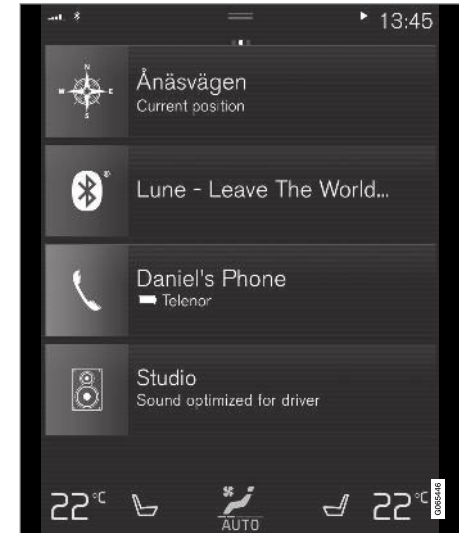 13:45
N
W E
S
Ånäsvägen
Current position
Lune - Leave The World...
Daniel's Phone
Telenor
Studio
Sound optimized for driver
22°C 22°C
AUTO
G065446